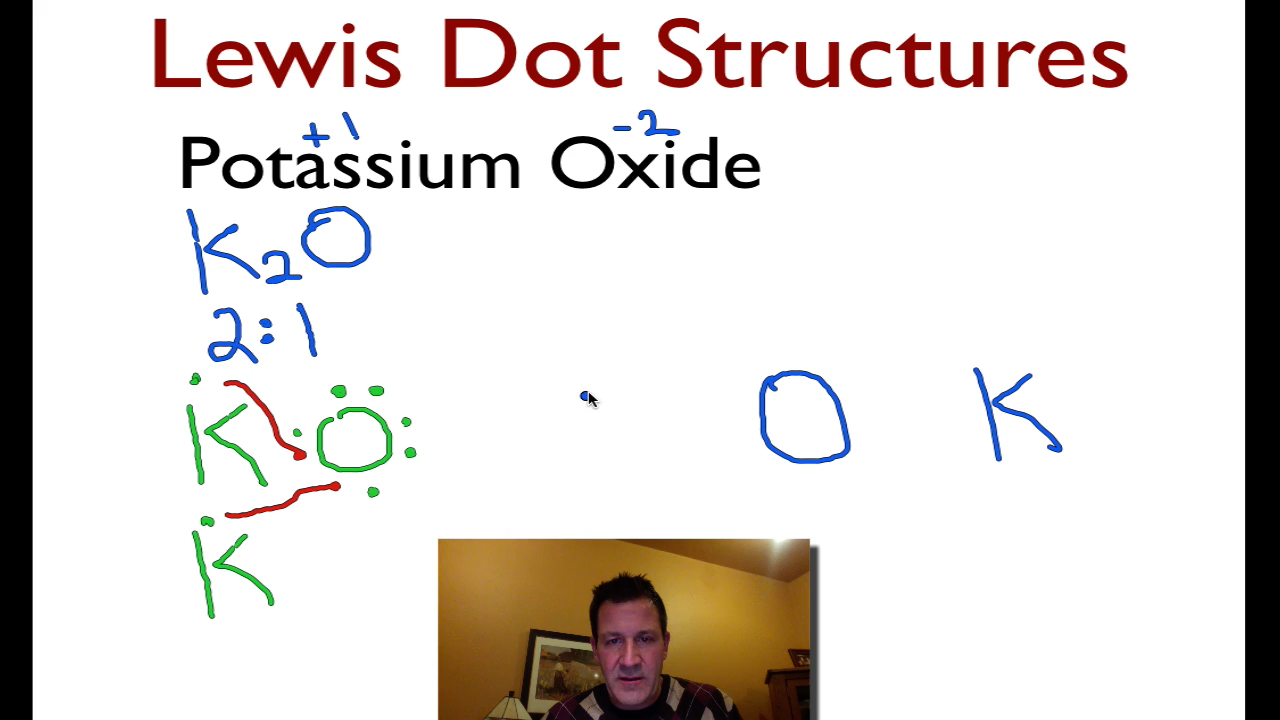 Lewis Dot Structures
+1 -2
Potassium Oxide
K₂O
2:1
K O
O K
K